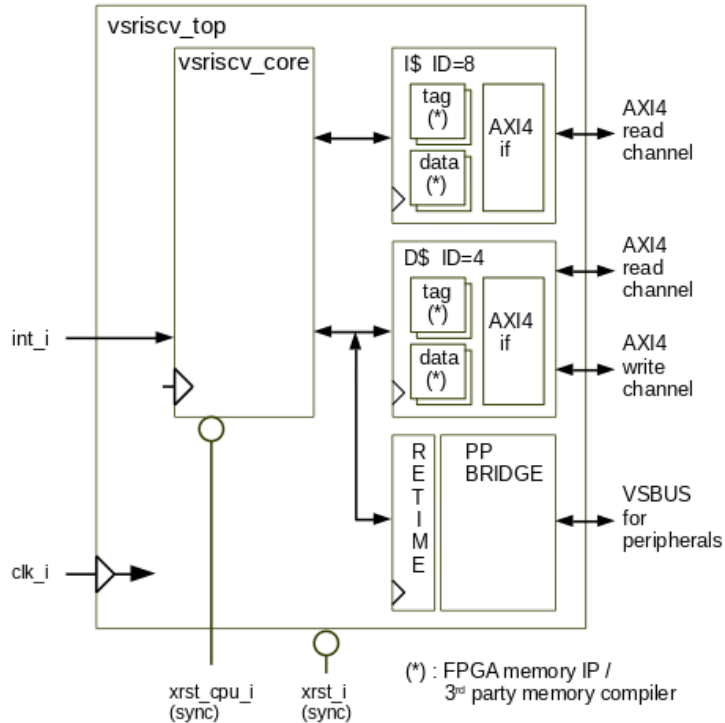 vsriscv_top
vsriscv_core
I$ ID=8
tag
(*)
data
(*)
AXI4
if
AXI4
read
channel
D$ ID=4
tag
(*)
data
(*)
AXI4
if
AXI4
read
channel
AXI4
write
channel
int_i
R
E
T
I
M
E
PP
BRIDGE
VSBUS
for
peripherals
clk_i
xrst_cpu_i
(sync)
xrst_i
(sync)
(*) : FPGA memory IP /
3rd party memory compiler